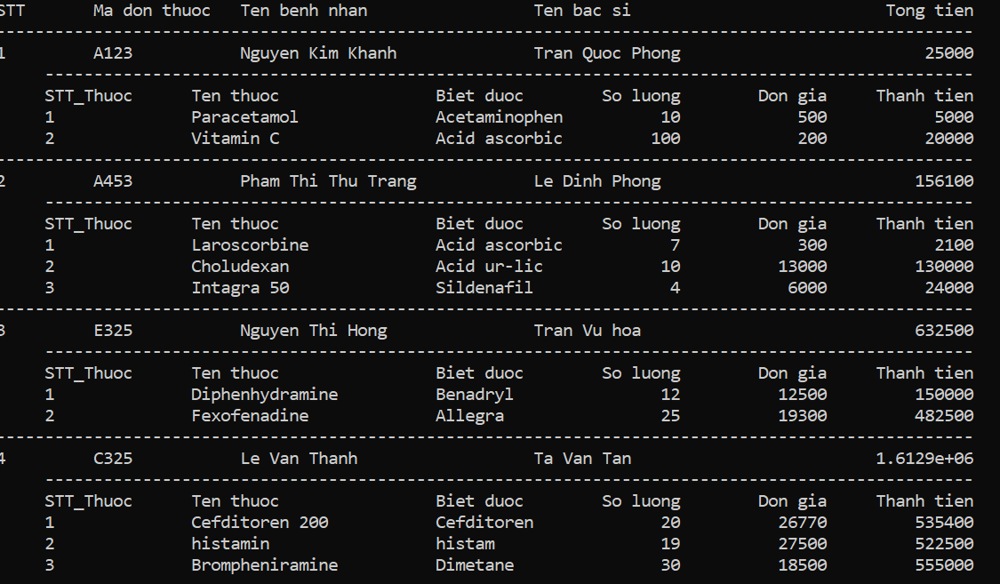 STT Ma don thuoc Ten benh nhan Ten bac si Tong tien
--------------------------------------------------------------------------------
1 A123 Nguyen Kim Khanh Tran Quoc Phong 25000
--------------------------------------------------------------------------------
STT_Thuoc Ten thuoc Biet duoc So luong Don gia Thanh tien
1 Paracetamol Acetaminophen 10 500 5000
2 Vitamin C Acid ascorbic 100 200 20000
--------------------------------------------------------------------------------
2 A453 Pham Thi Thu Trang Le Dinh Phong 156100
--------------------------------------------------------------------------------
STT_Thuoc Ten thuoc Biet duoc So luong Don gia Thanh tien
1 Laroscorbine Acid ascorbic 7 300 2100
2 Choludexan Acid ur-lic 10 13000 130000
3 Intagra 50 Sildenafil 4 6000 24000
--------------------------------------------------------------------------------
3 E325 Nguyen Thi Hong Tran Vu hoa 632500
--------------------------------------------------------------------------------
STT_Thuoc Ten thuoc Biet duoc So luong Don gia Thanh tien
1 Diphenhydramine Benadryl 12 12500 150000
2 Fexofenadine Allegra 25 19300 482500
--------------------------------------------------------------------------------
4 C325 Le Van Thanh Ta Van Tan 1.6129e+06
--------------------------------------------------------------------------------
STT_Thuoc Ten thuoc Biet duoc So luong Don gia Thanh tien
1 Cefditoren 200 Cefditoren 20 26770 535400
2 histamin histam 19 27500 522500
3 Brompheniramine Dimetane 30 18500 555000